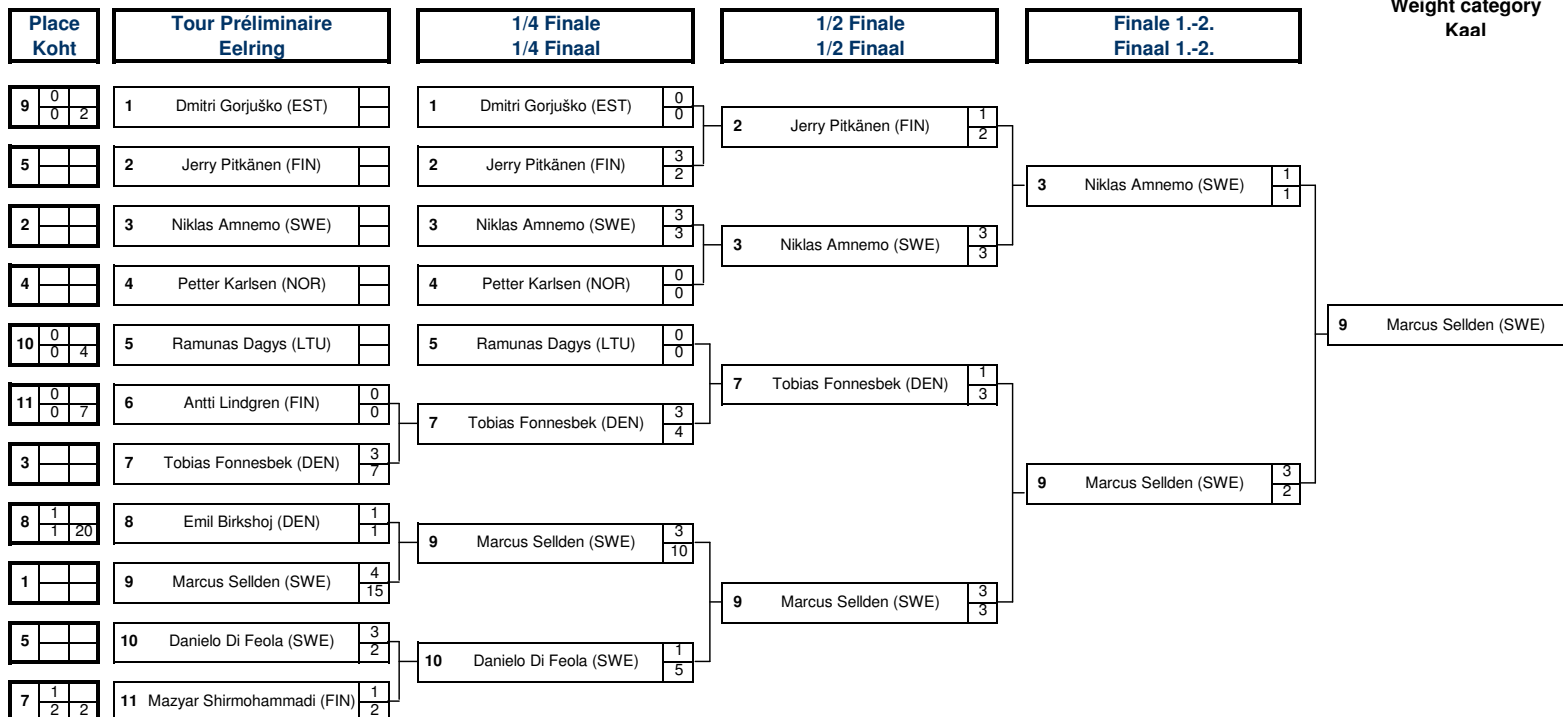 Weight category
Kaal
Place Tour Préliminaire 1/4 Finale 1/2 Finale Finale 1.-2.
Koht Eelring 1/4 Finaal 1/2 Finaal Finaal 1.-2.
9 0 0 2 1 Dmitri Gorjuško (EST) 1 Dmitri Gorjuško (EST) 0 0
2 Jerry Pitkänen (FIN) 1 2
5 2 Jerry Pitkänen (FIN) 2 Jerry Pitkänen (FIN) 3 2
3 Niklas Amnemo (SWE) 1 1
2 3 Niklas Amnemo (SWE) 3 Niklas Amnemo (SWE) 3 3
3 Niklas Amnemo (SWE) 3 3
4 4 Petter Karlsen (NOR) 4 Petter Karlsen (NOR) 0 0
9 Marcus Sellden (SWE)
10 0 0 4 5 Ramunas Dagys (LTU) 5 Ramunas Dagys (LTU) 0 0
7 Tobias Fonnesbek (DEN) 1 3
11 0 0 7 6 Antti Lindgren (FIN) 0 0
7 Tobias Fonnesbek (DEN) 3 4
3 7 Tobias Fonnesbek (DEN) 3 7
9 Marcus Sellden (SWE) 3 2
8 1 1 20 8 Emil Birkshoj (DEN) 1 1
9 Marcus Sellden (SWE) 3 10
1 9 Marcus Sellden (SWE) 4 15
9 Marcus Sellden (SWE) 3 3
5 10 Danielo Di Feola (SWE) 3 2
10 Danielo Di Feola (SWE) 1 5
7 1 2 2 11 Mazyar Shirmohammadi (FIN) 1 2